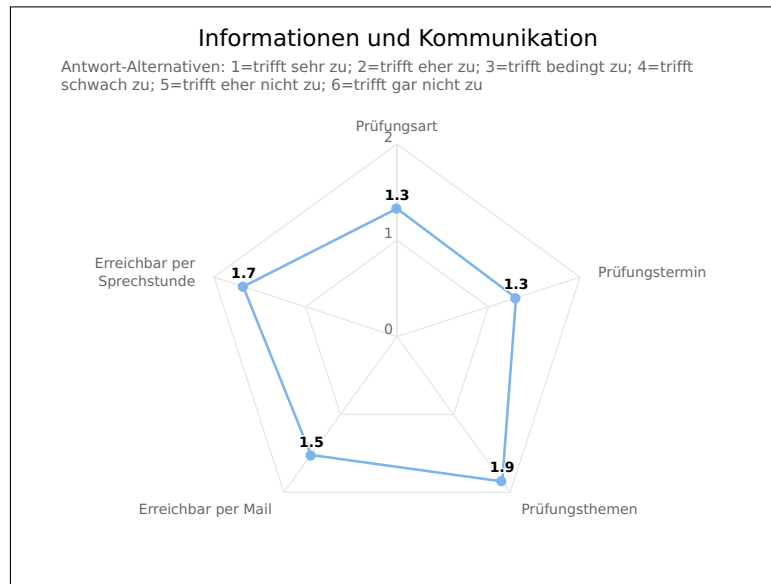 Informationen und Kommunikation
Antwort-Alternativen: 1=trifft sehr zu; 2=trifft eher zu; 3=trifft bedingt zu; 4=trifft
schwach zu; 5=trifft eher nicht zu; 6=trifft gar nicht zu
Prüfungsart
2
1.3
1
Erreichbar per
Sprechstunde
1.7
Prüfungstermin
1.3
0
1.5
1.9
Erreichbar per Mail
Prüfungsthemen